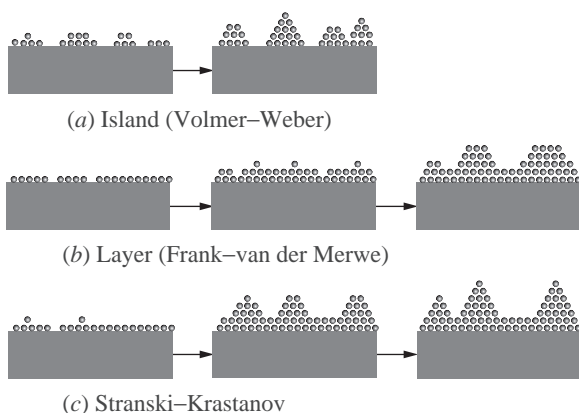 (a) Island (Volmer−Weber)
(b) Layer (Frank−van der Merwe)
(c) Stranski−Krastanov